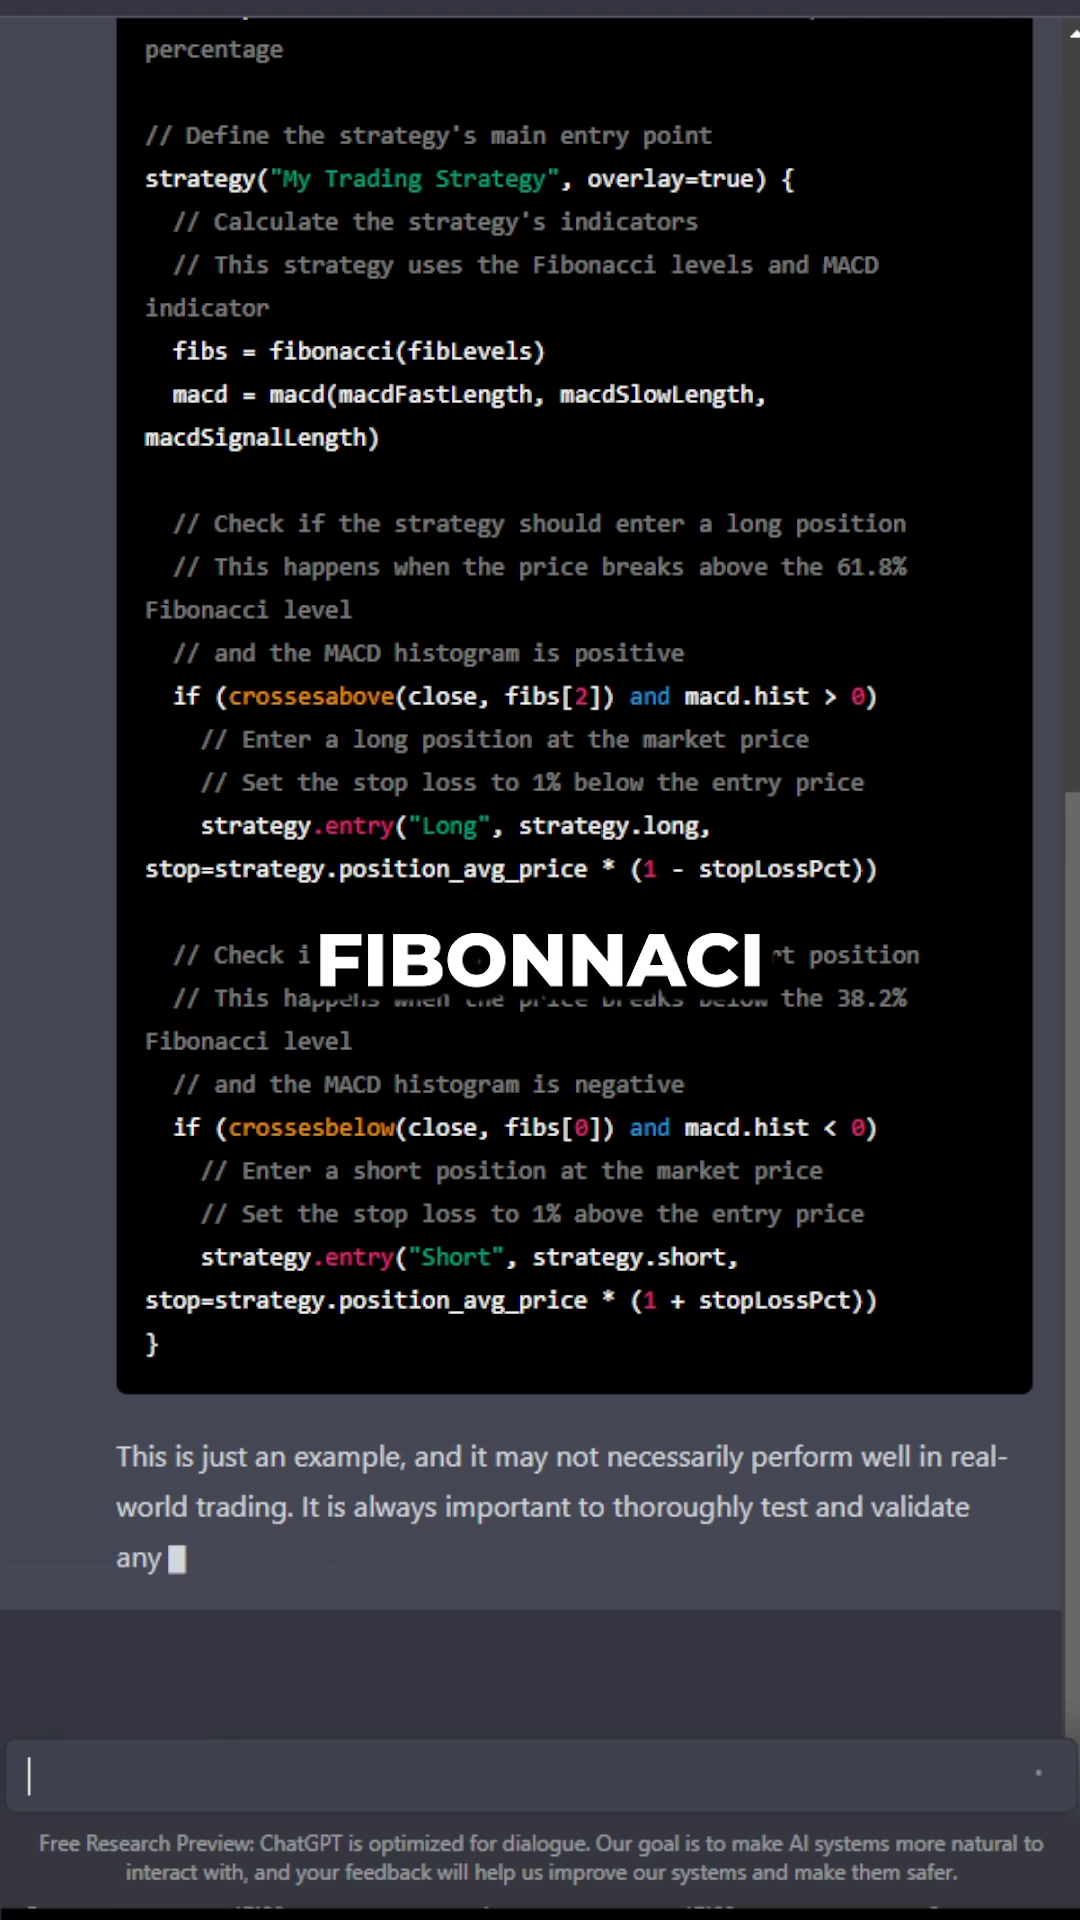 percentage
// Define the strategy's main entry point
strategy("My Trading Strategy", overlay=true) {
// Calculate the strategy's indicators
// This strategy uses the Fibonacci levels and MACD
indicator
fibs = fibonacci(fibLevels)
macd = macd(macdFastLength, macdSlowLength,
macdSignalLength)
// Check if the strategy should enter a long position
// This happens when the price breaks above the 61.8%
Fibonacci level
// and the MACD histogram is positive
if (crossesabove(close, fibs[2]) and macd.hist > 0)
// Enter a long position at the market price
// Set the stop loss to 1% below the entry price
strategy.entry("Long", strategy.long,
stop=strategy.position_avg_price * (1 - stopLossPct))
// Check position
FIBONNACI
// This happens when the price breaks below the 38.2%
Fibonacci level
// and the MACD histogram is negative
if (crossesbelow(close, fibs[0]) and macd.hist < 0)
// Enter a short position at the market price
// Set the stop loss to 1% above the entry price
strategy.entry("Short", strategy.short,
stop=strategy.position_avg_price * (1 + stopLossPct))
}
This is just an example, and it may not necessarily perform well in real-
world trading. It is always important to thoroughly test and validate
any
Free Research Preview: ChatGPT is optimized for dialogue. Our goal is to make AI systems more natural to
interact with, and your feedback will help us improve our systems and make them safer.